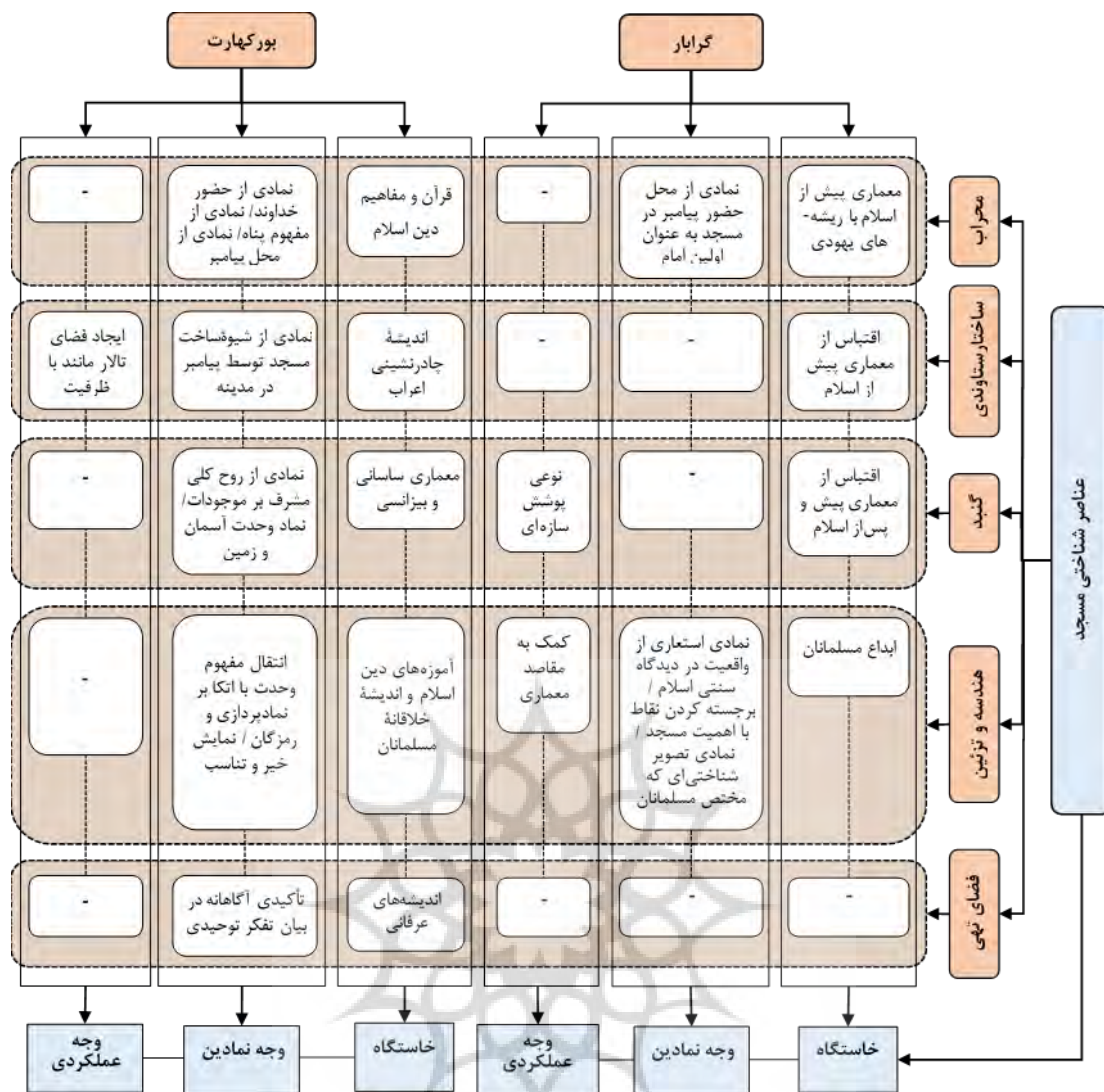 گرابار
بورکهارت
محراب
معماری پیش از
اسلام با ریشه-
های یهودی
نمادی از محل
حضور پیامبر در
مسجد به عنوان
اولین امام
-
قرآن و مفاهیم
دین اسلام
نمادی از حضور
خداوند/ نمادی از
مفهوم پناه/ نمادی از
محل پیامبر
-
ساختارستاوندی
اقتباس از
معماری پیش
از اسلام
-
-
اندیشۀ
چادرنشینی
اعراب
نمادی از شیوۀساخت
مسجد توسط پیامبر
در مدینه
ایجاد فضای
تالار مانند با
ظرفیت
گنبد
اقتباس از
معماری پیش و
پس‌از اسلام
-
نوعی
پوشش
سازه‌ای
معماری ساسانی
و بیزانسی
نمادی از روح کلی
مشرف بر موجودات/
نماد وحدت آسمان
و زمین
-
هندسه و تزئین
ابداع مسلمانان
نمادی استعاری از
واقعیت در دیدگاه
سنتی اسلام /
برجسته کردن نقاط
با اهمیت مسجد /
نمادی تصویر
شناختی‌ای که
مختص مسلمانان
کمک به
مقاصد
معماری
آموزه‌های دین
اسلام و اندیشۀ
خلاقانۀ
مسلمانان
انتقال مفهوم
وحدت با اتکا بر
نمادپردازی و
رمزگان / نمایش
خیر و تناسب
-
فضای تهی
-
-
-
اندیشه‌های
عرفانی
تأکیدی آگاهانه در
بیان تفکر توحیدی
-
عناصر شناختی مسجد
خاستگاه
وجه نمادین
وجه
عملکردی
خاستگاه
وجه نمادین
وجه
عملکردی